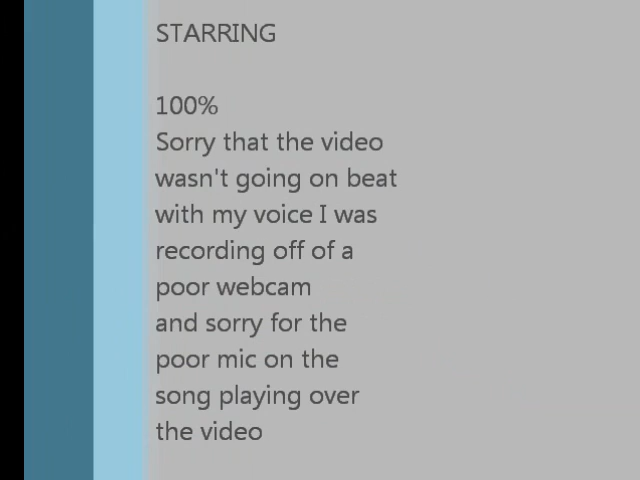 STARRING
100%
Sorry that the video
wasn't going on beat
with my voice I was
recording off of a
poor webcam
and sorry for the
poor mic on the
song playing over
the video